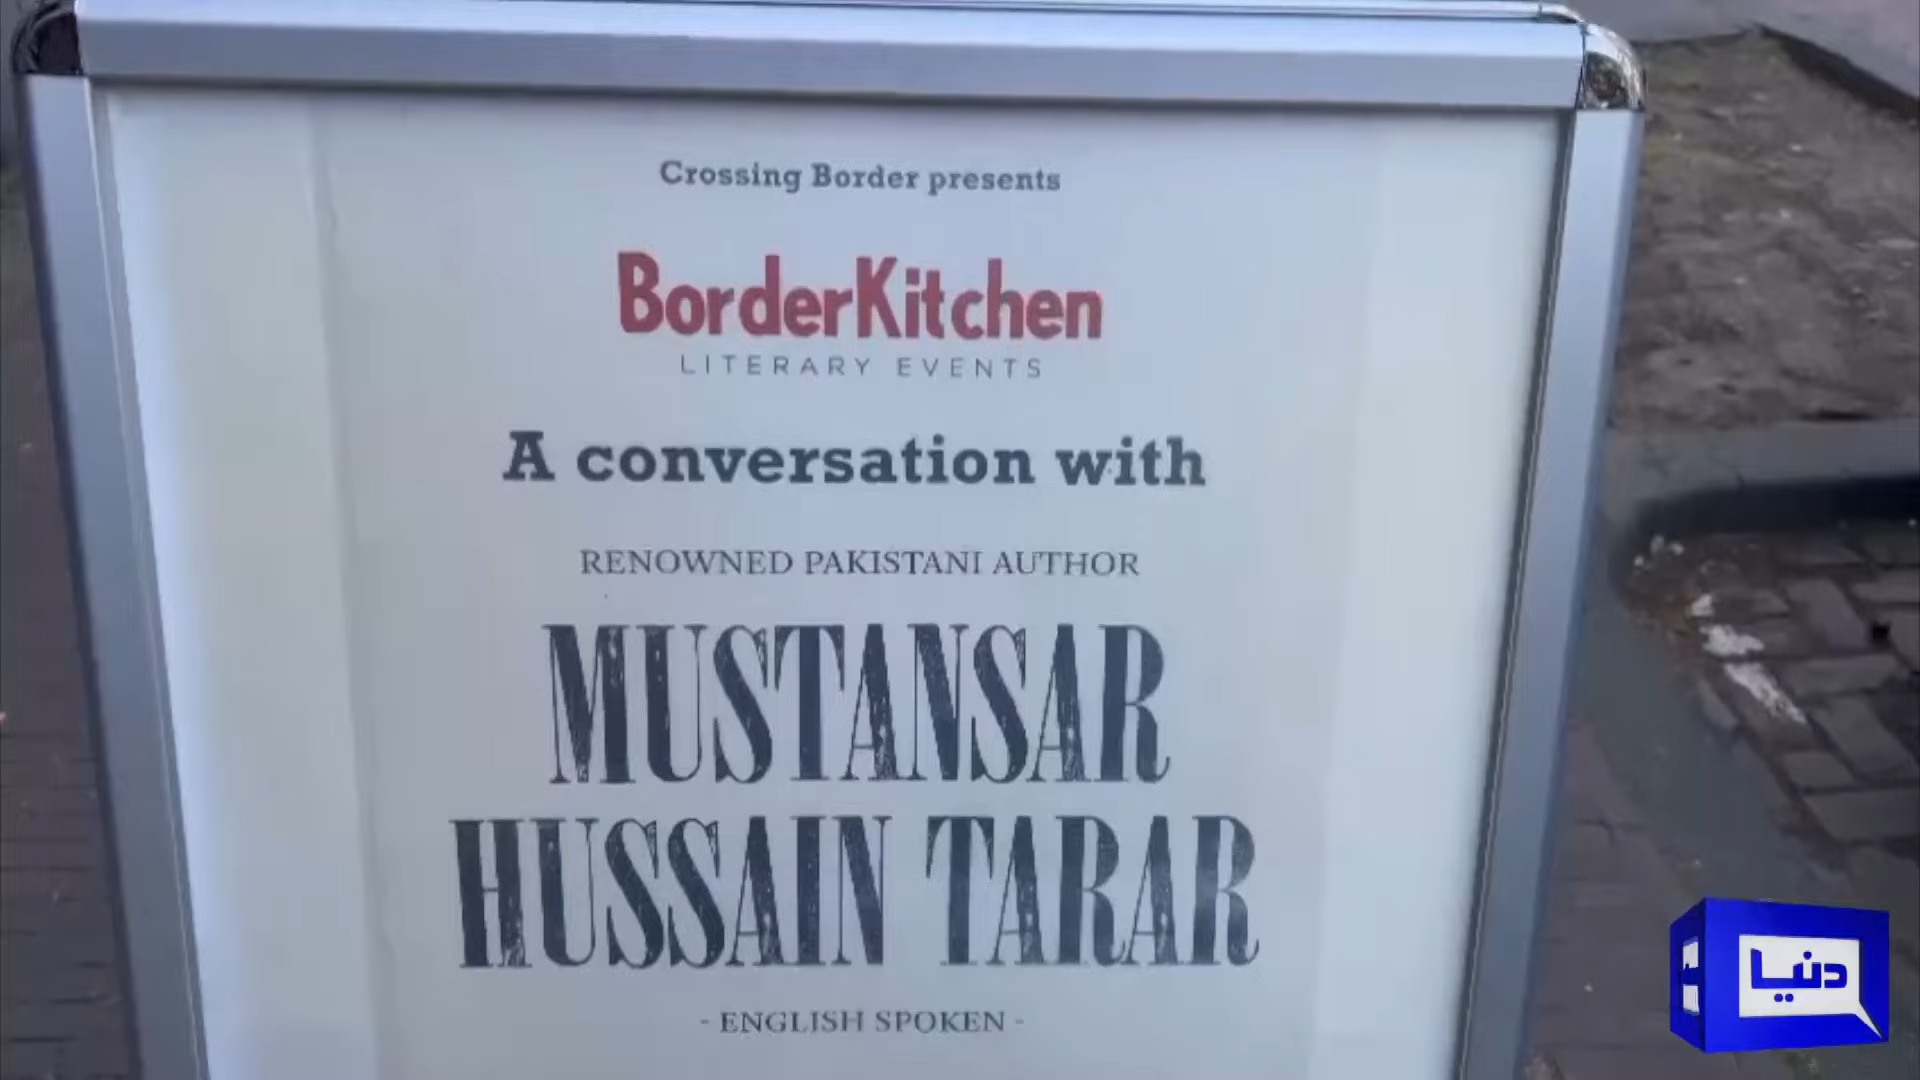 Crossing Border presents
BorderKitchen
LITERARY EVENTS
A conversation with
RENOWNED PAKISTANI AUTHOR
MUSTANSAR
HUSSAIN TARAR
- ENGLISH SPOKEN -
دنیا